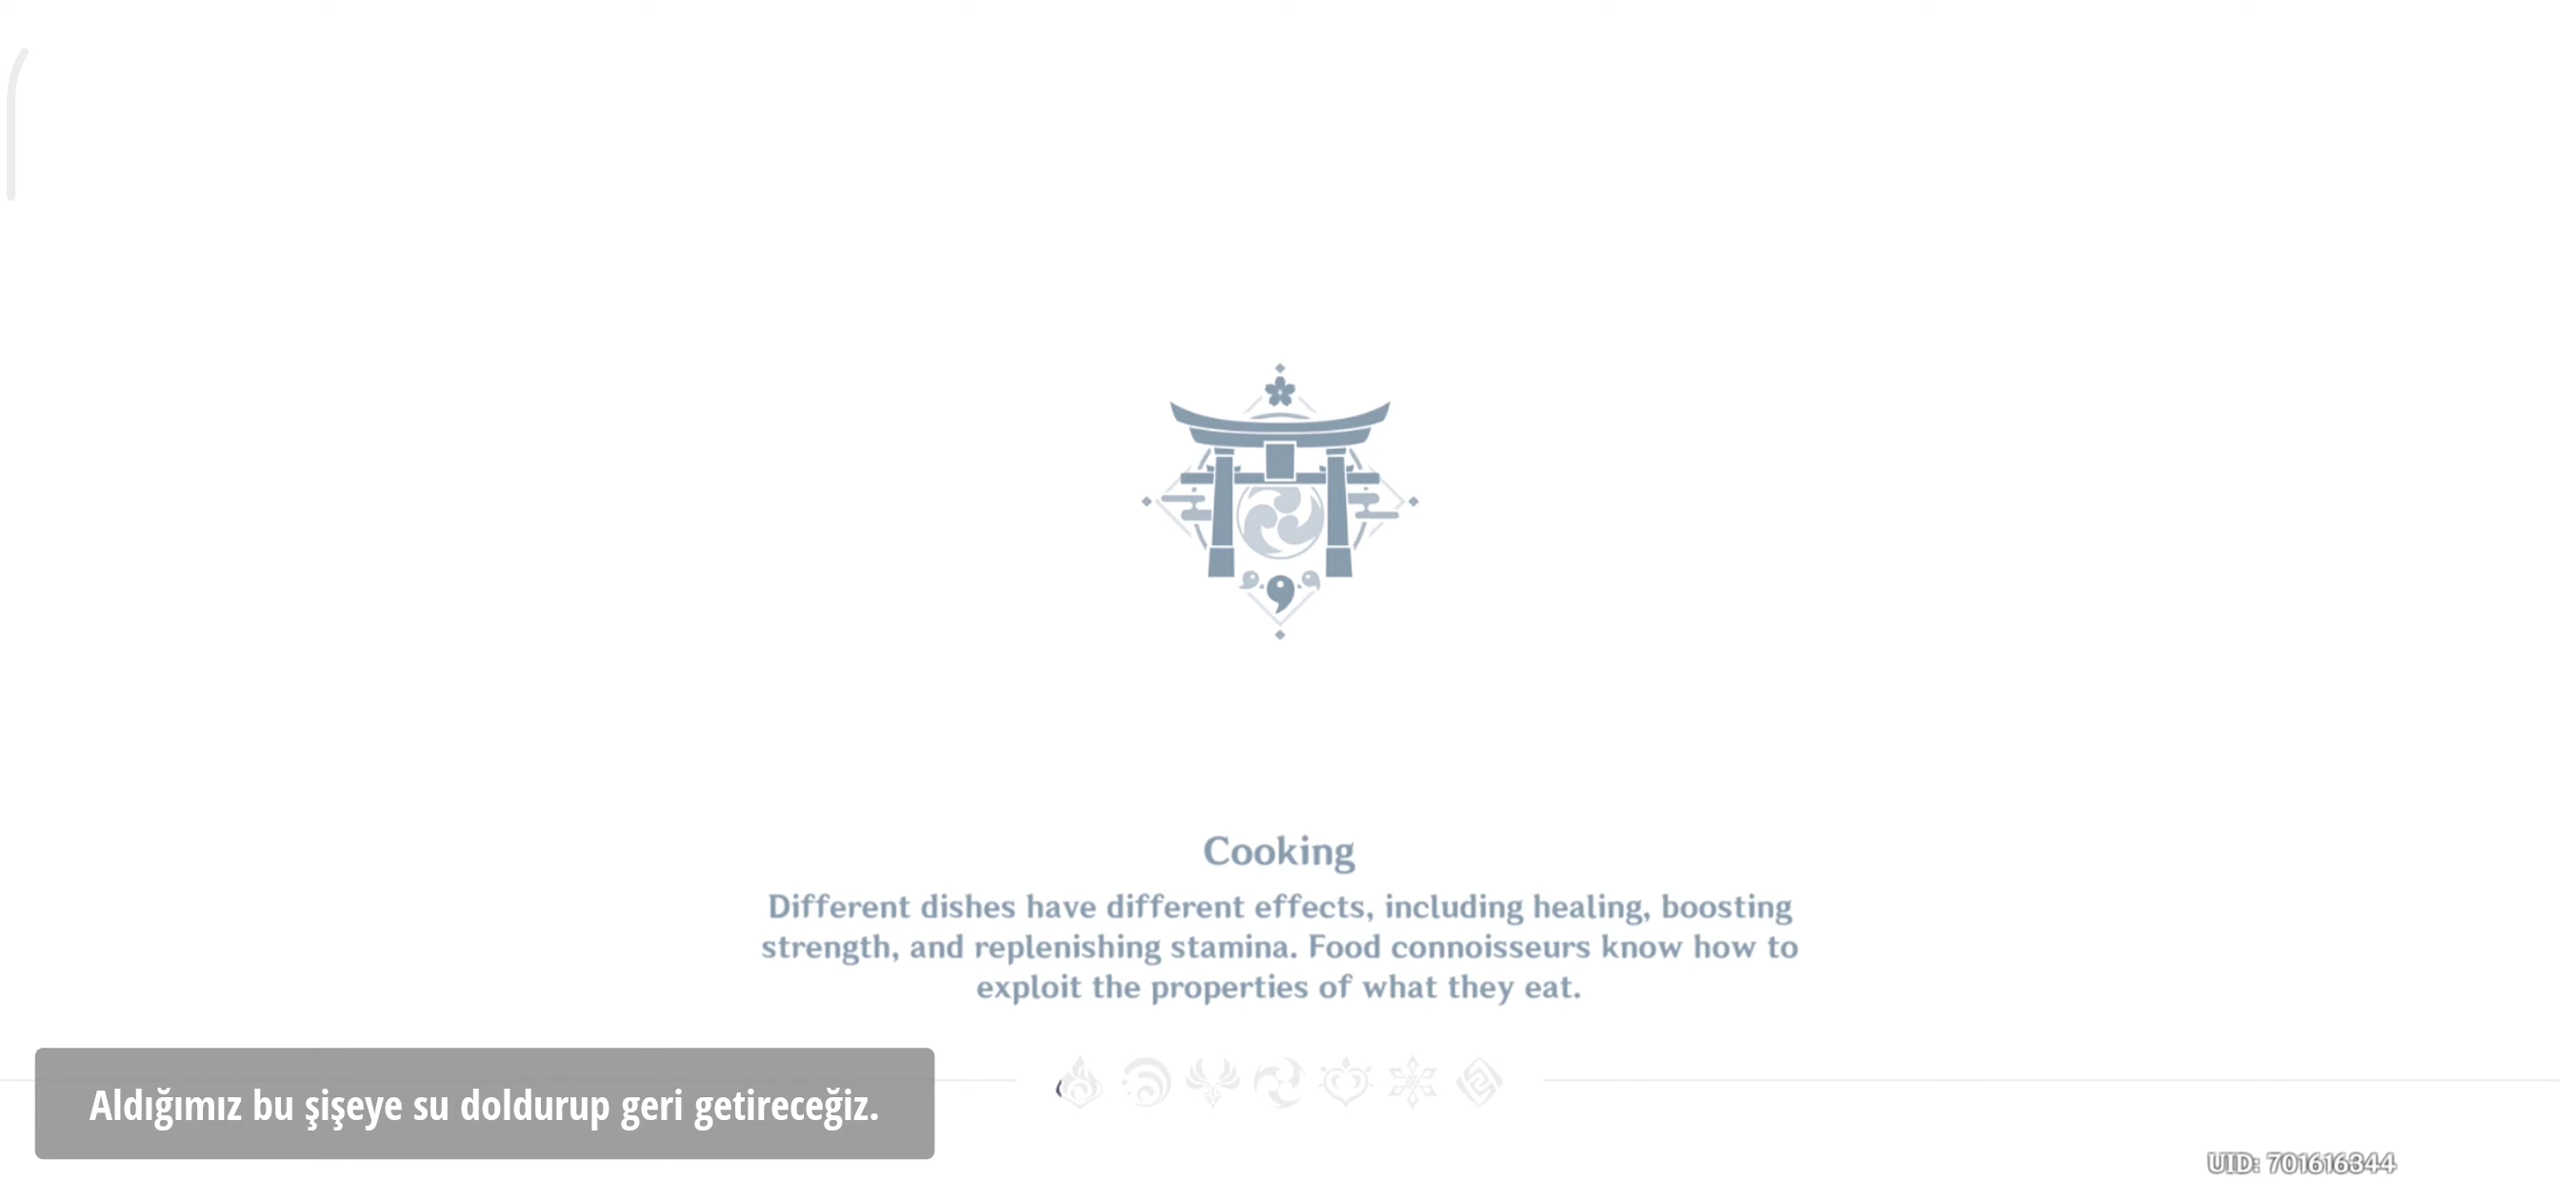 Cooking
Different dishes have different effects, including healing, boosting
strength, and replenishing stamina. Food connoisseurs know how to
exploit the properties of what they eat.
Aldığımız bu şişeye su doldurup geri getireceğiz.
UID: 701616344